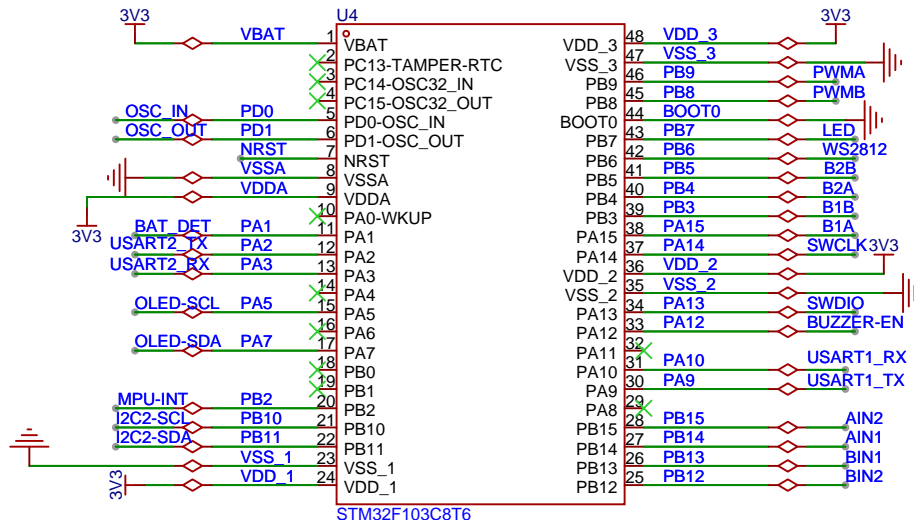 U4
3V3 VBAT 1 VBAT VDD_3 48 VDD_3 3V3
2 PC13-TAMPER-RTC VSS_3 47 VSS_3
3 PC14-OSC32_IN PB9 46 PB9 PWMA
4 PC15-OSC32_OUT PB8 45 PB8 PWMB
OSC_IN PD0 5 PD0-OSC_IN BOOT0 44 BOOT0
OSC_OUT PD1 6 PD1-OSC_OUT PB7 43 PB7 LED
NRST 7 NRST PB6 42 PB6 WS2812
VSSA 8 VSSA PB5 41 PB5 B2B
VDDA 9 VDDA PB4 40 PB4 B2A
3V3 10 PA0-WKUP PB3 39 PB3 B1B
BAT_DET PA1 11 PA1 PA15 38 PA15 B1A
USART2_TX PA2 12 PA2 PA14 37 PA14 SWCLK
USART2_RX PA3 13 PA3 VDD_2 36 VDD_2 3V3
14 PA4 VSS_2 35 VSS_2
OLED-SCL PA5 15 PA5 PA13 34 PA13 SWDIO
16 PA6 PA12 33 PA12 BUZZER-EN
OLED-SDA PA7 17 PA7 PA11 32
18 PB0 PA10 31 PA10 USART1_RX
19 PB1 PA9 30 PA9 USART1_TX
MPU-INT PB2 20 PB2 PA8 29
I2C2-SCL PB10 21 PB10 PB15 28 PB15 AIN2
I2C2-SDA PB11 22 PB11 PB14 27 PB14 AIN1
VSS_1 23 VSS_1 PB13 26 PB13 BIN1
3V3 VDD_1 24 VDD_1 PB12 25 PB12 BIN2
STM32F103C8T6